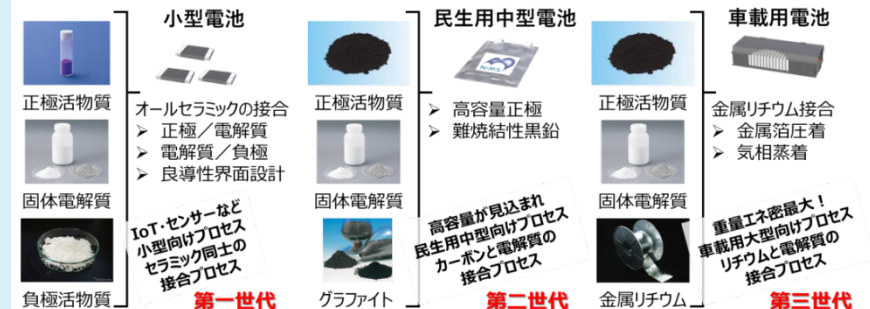 小型電池
正極活物質
オールセラミックの接合
➢ 正極／電解質
➢ 電解質／負極
➢ 良導性界面設計
固体電解質
IoT・センサーなど
小型向けプロセス
セラミック同士の
接合プロセス
負極活物質
第一世代
民生用中型電池
NIMS
正極活物質
➢ 高容量正極
➢ 難焼結性黒鉛
固体電解質
高容量が見込まれ
民生用中型向けプロセス
カーボンと電解質の
接合プロセス
グラファイト
第二世代
車載用電池
正極活物質
金属リチウム接合
➢ 金属箔圧着
➢ 気相蒸着
固体電解質
重量エネ密最大！
車載用大型向けプロセス
リチウムと電解質の
接合プロセス
金属リチウム
第三世代